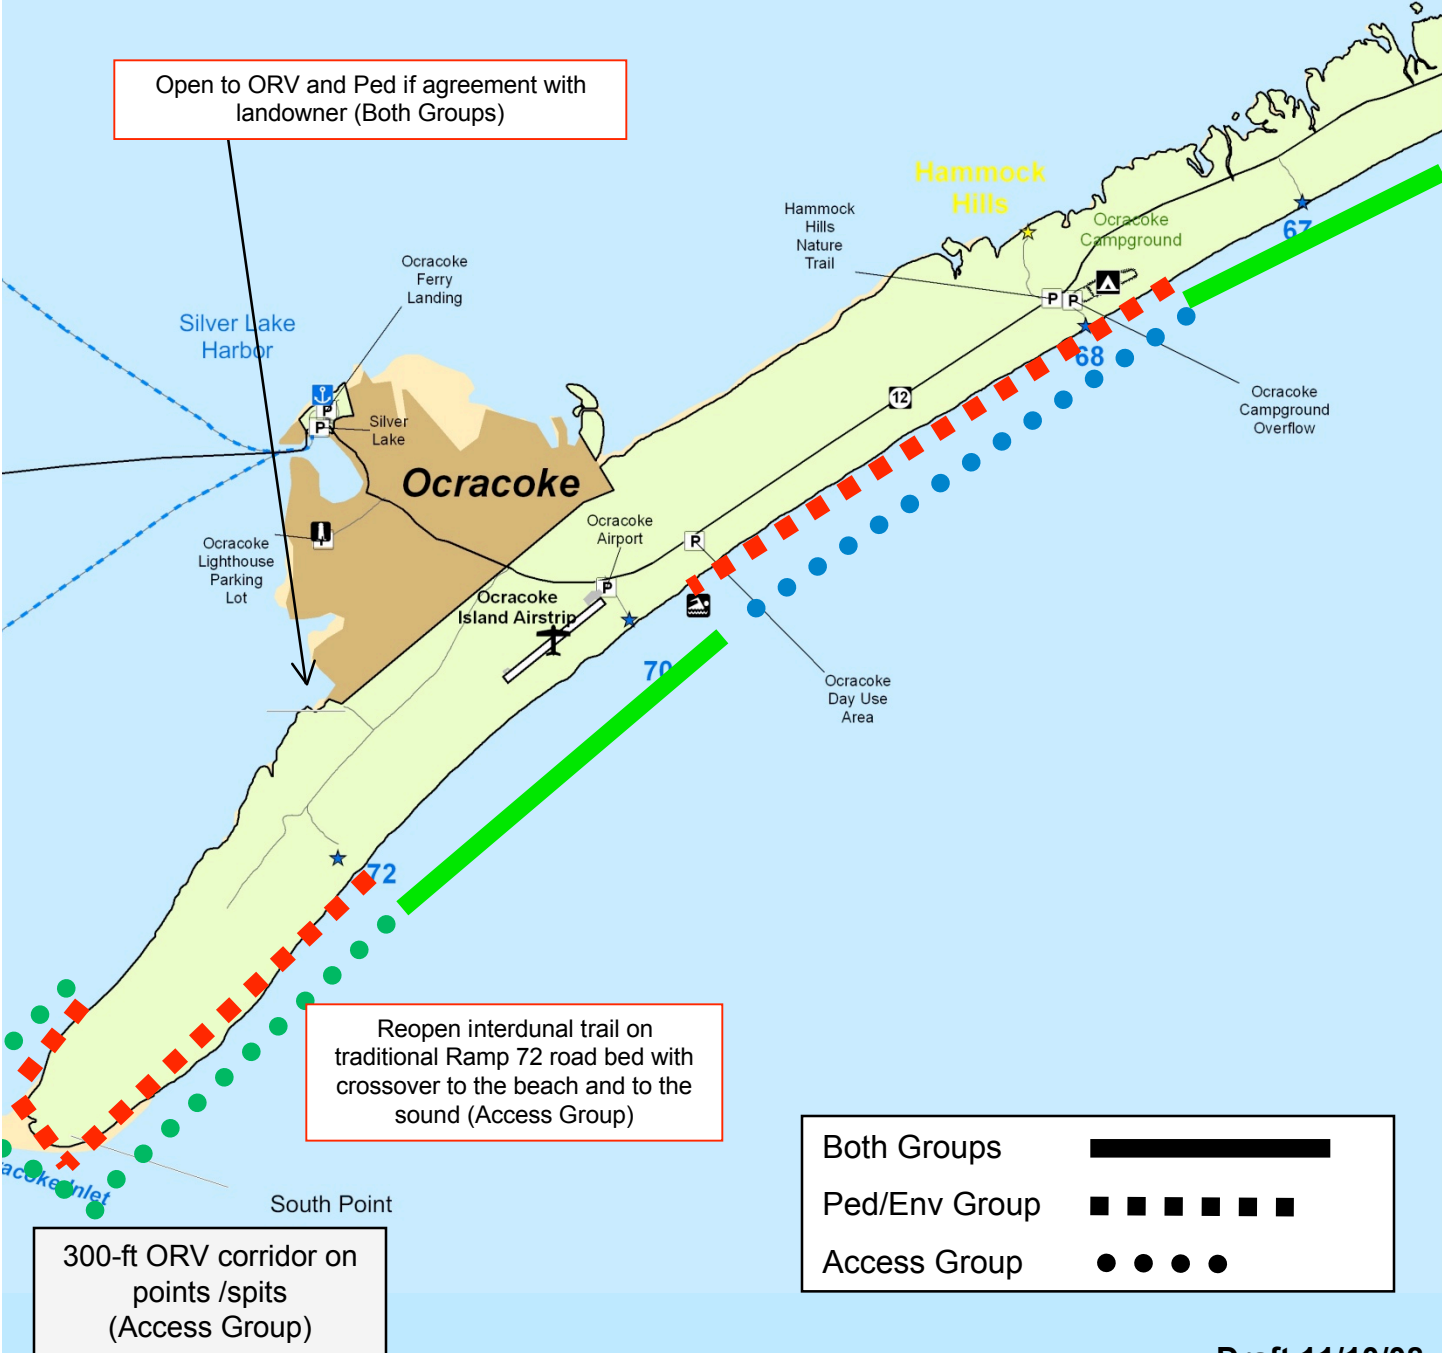 Open to ORV and Ped if agreement with
landowner (Both Groups)
Hammock
Hills
Hammock
Hills
Nature
Trail
Ocracoke
Campground
67
Ocracoke
Ferry
Landing
Silver Lake
Harbor
P
P
68
12
Ocracoke
Campground
Overflow
P
P
Silver
Lake
Ocracoke
Ocracoke
Airport
P
Ocracoke
Lighthouse
Parking
Lot
P
Ocracoke
Island Airstrip
70
Ocracoke
Day Use
Area
72
Reopen interdunal trail on
traditional Ramp 72 road bed with
crossover to the beach and to the
sound (Access Group)
Inlet
South Point
300-ft ORV corridor on
points /spits
(Access Group)
Both Groups
Ped/Env Group
Access Group